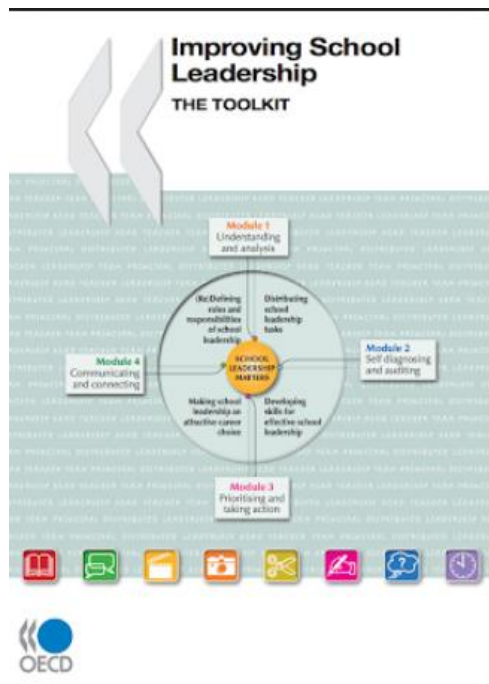 Improving School
Leadership
THE TOOLKIT
Module 1
Understanding
and analysis
(Re)Defining
roles and
responsibilities
of school
leadership
Distributing
school
leadership
tasks
Module 4
Communicating
and connecting
SCHOOL
LEADERSHIP
MATTERS
Module 2
Self diagnosing
and auditing
Making school
leadership an
attractive career
choice
Developing
skills for
effective school
leadership
Module 3
Prioritising and
taking action
OECD